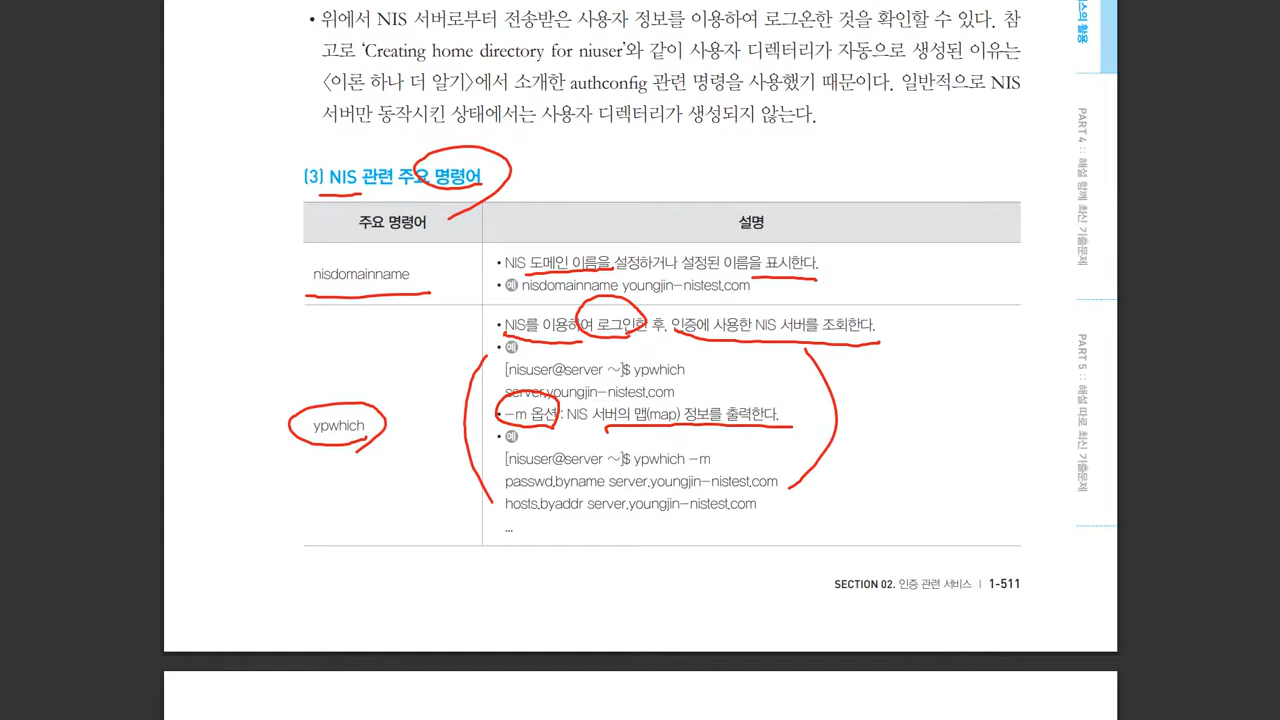 • 위에서 NIS 서버로부터 전송받은 사용자 정보를 이용하여 로그온한 것을 확인할 수 있다. 참
고로 ‘Creating home directory for niuser’와 같이 사용자 디렉터리가 자동으로 생성된 이유는
〈이론 하나 더 알기〉에서 소개한 authconfig 관련 명령을 사용했기 때문이다. 일반적으로 NIS
서버만 동작시킨 상태에서는 사용자 디렉터리가 생성되지 않는다.
(3) NIS 관련 주요 명령어
주요 명령어 설명
nisdomainname
• NIS 도메인 이름을 설정하거나 설정된 이름을 표시한다.
• 예 nisdomainname youngjin-nistest.com
ypwhich
• NIS를 이용하여 로그인한 후, 인증에 사용한 NIS 서버를 조회한다.
• 예
[nisuser@server ~]$ ypwhich
server.youngjin-nistest.com
• -m 옵션 : NIS 서버의 맵(map) 정보를 출력한다.
• 예
[nisuser@server ~]$ ypwhich -m
passwd.byname server.youngjin-nistest.com
hosts.byaddr server.youngjin-nistest.com
...
SECTION 02. 인증 관련 서비스 | 1-511
활용
PART 4 :: 해설 함께 최신 기출문제
PART 5 :: 해설 따로 최신 기출문제